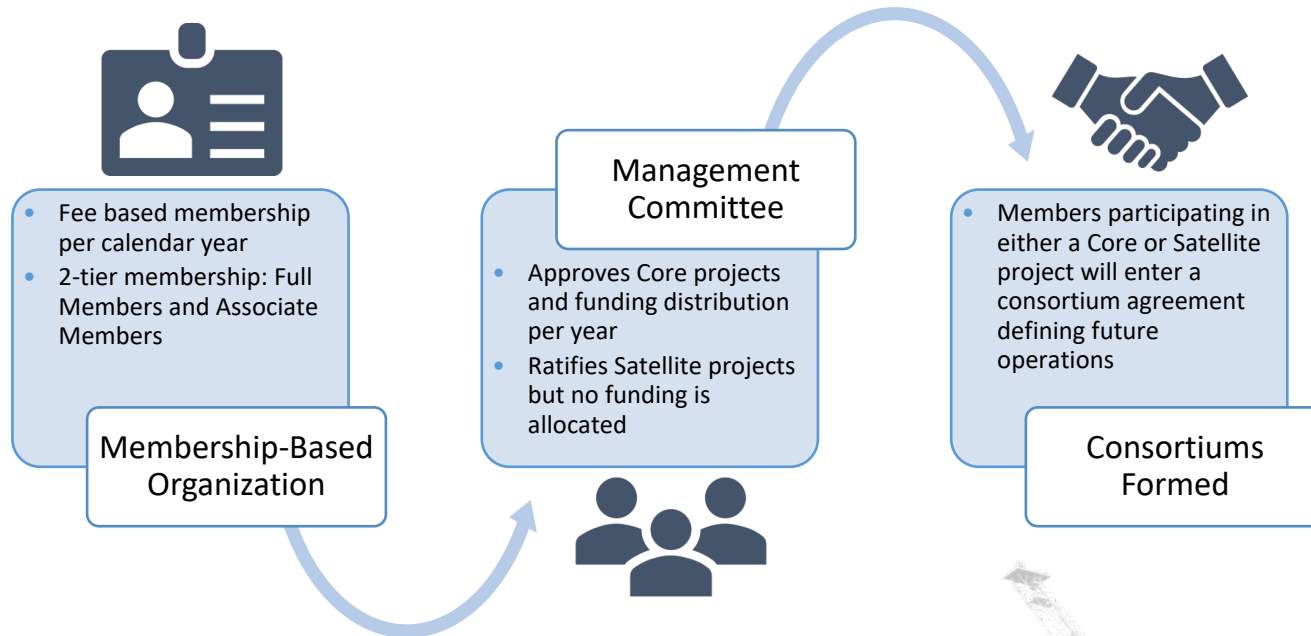 • Fee based membership
per calendar year
• 2-tier membership: Full
Members and Associate
Members
Membership-Based
Organization
Management
Committee
• Approves Core projects
and funding distribution
per year
• Ratifies Satellite projects
but no funding is
allocated
• Members participating in
either a Core or Satellite
project will enter a
consortium agreement
defining future
operations
Consortiums
Formed